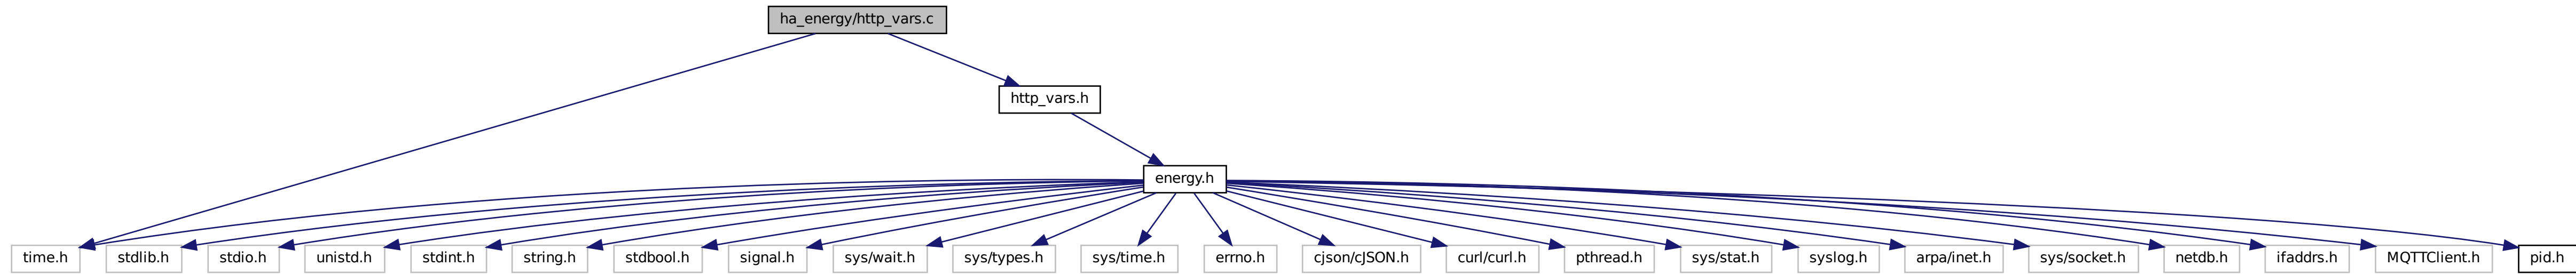 ha_energy/http_vars.c
http_vars.h
energy.h
time.h
stdlib.h
stdio.h
unistd.h
stdint.h
string.h
stdbool.h
signal.h
sys/wait.h
sys/types.h
sys/time.h
errno.h
cjson/cJSON.h
curl/curl.h
pthread.h
sys/stat.h
syslog.h
arpa/inet.h
sys/socket.h
netdb.h
ifaddrs.h
MQTTClient.h
pid.h